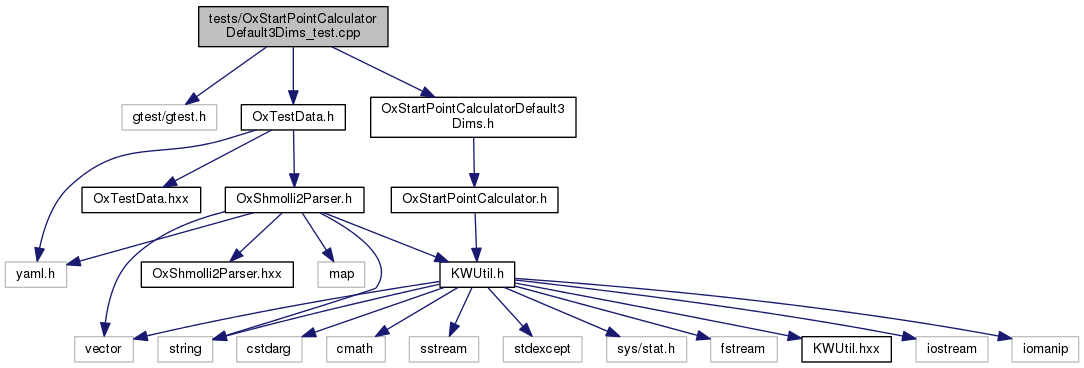 tests/OxStartPointCalculator
Default3Dims_test.cpp
gtest/gtest.h
OxTestData.h
OxStartPointCalculatorDefault3
Dims.h
OxTestData.hxx
OxShmolli2Parser.h
OxStartPointCalculator.h
yaml.h
OxShmolli2Parser.hxx
map
KWUtil.h
vector
string
cstdarg
cmath
sstream
stdexcept
sys/stat.h
fstream
KWUtil.hxx
iostream
iomanip